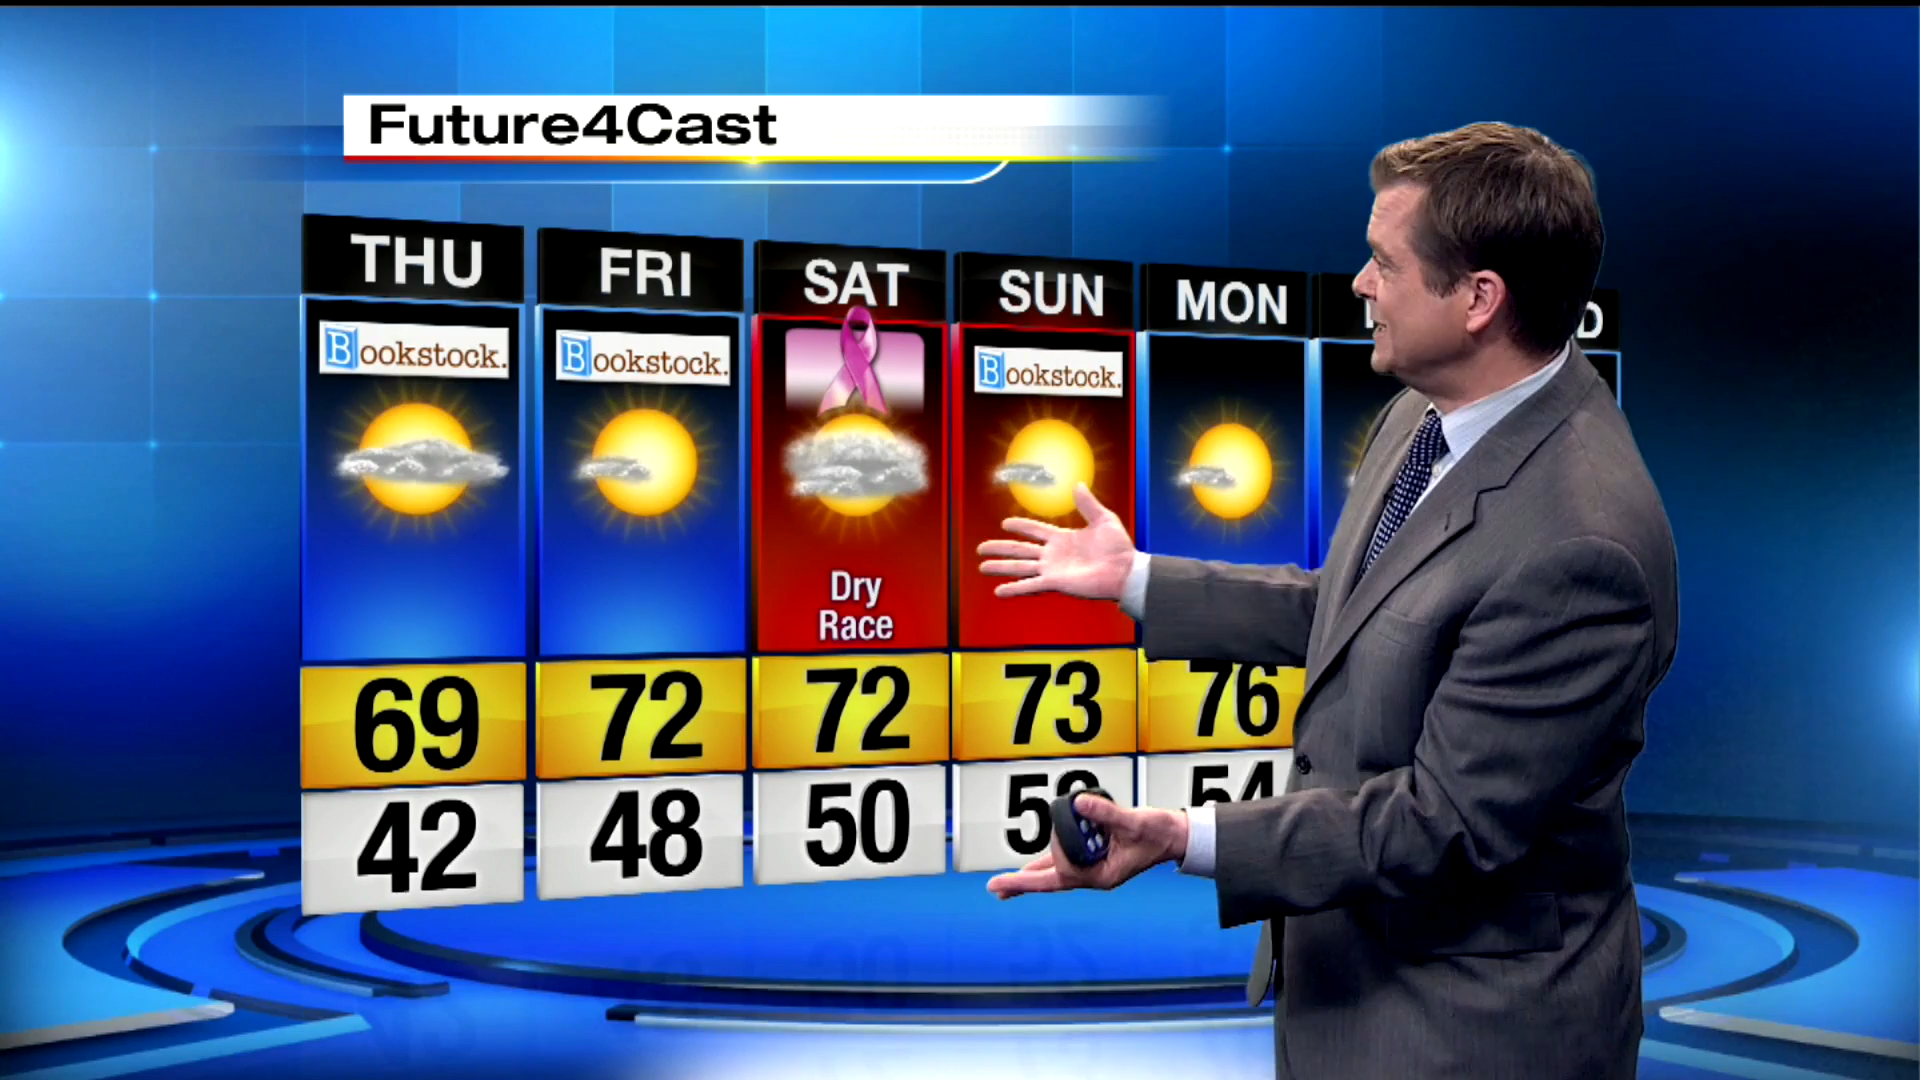 Future4Cast
THU
FRI
SAT
SUN
MON
Bookstock.
Bookstock.
Bookstock.
Dry
Race
69
72
72
73
76
42
48
50
54